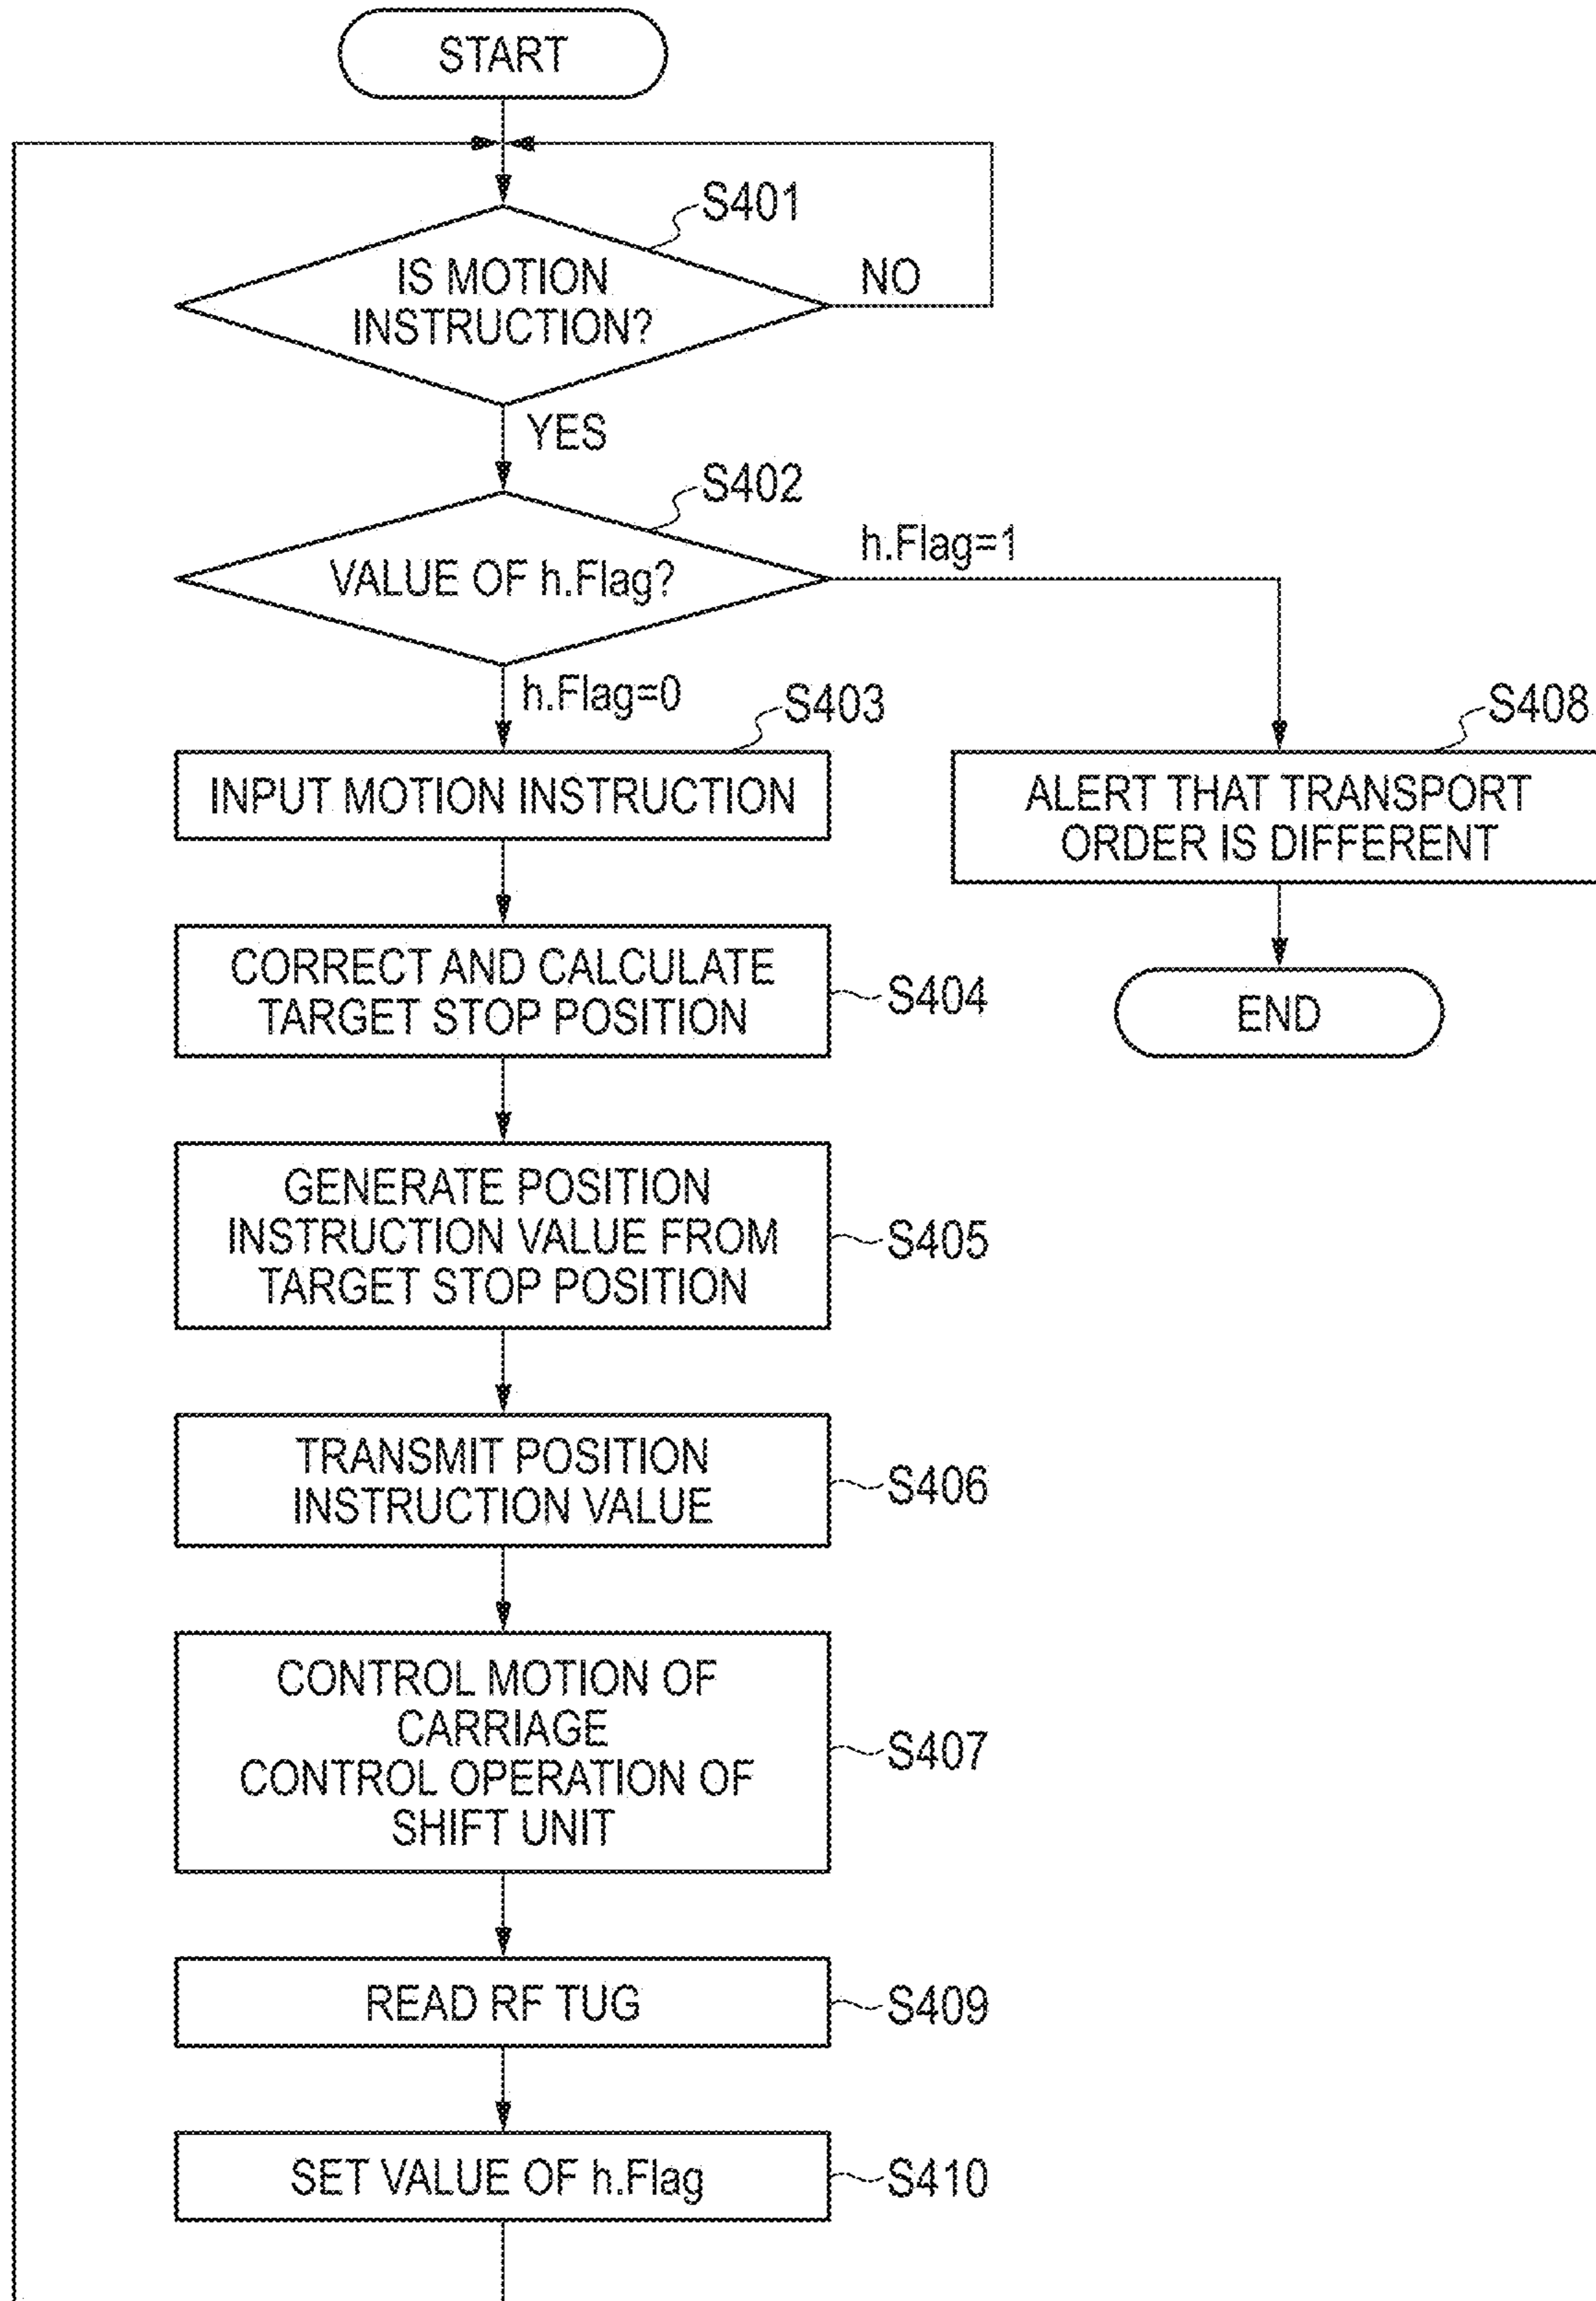 START
S401
IS MOTION
INSTRUCTION?
NO
YES
S402
VALUE OF h.Flag?
h.Flag=1
h.Flag=0
S403
INPUT MOTION INSTRUCTION
S408
ALERT THAT TRANSPORT
ORDER IS DIFFERENT
CORRECT AND CALCULATE
TARGET STOP POSITION
S404
END
GENERATE POSITION
INSTRUCTION VALUE FROM
TARGET STOP POSITION
S405
TRANSMIT POSITION
INSTRUCTION VALUE
S406
CONTROL MOTION OF
CARRIAGE
CONTROL OPERATION OF
SHIFT UNIT
S407
READ RF TUG
S409
SET VALUE OF h.Flag
S410